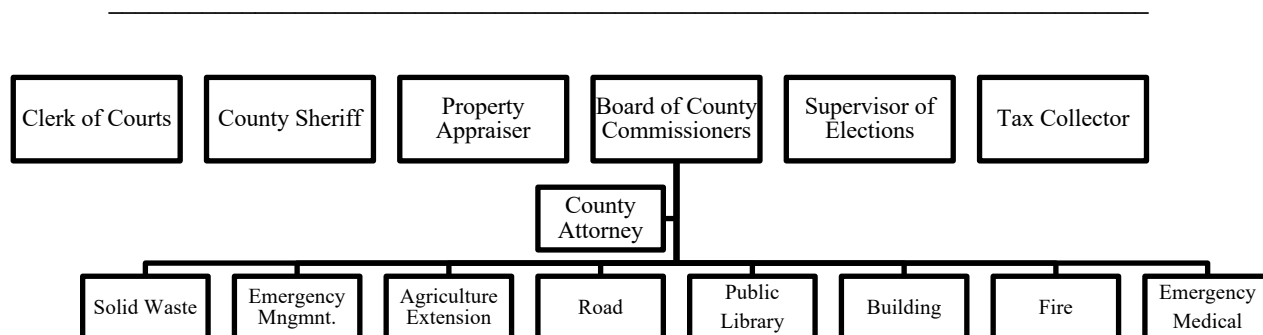 Clerk of Courts
County Sheriff
Property
Appraiser
Board of County
Commissioners
Supervisor of
Elections
Tax Collector
County
Attorney
Solid Waste
Emergency
Mngmnt.
Agriculture
Extension
Road
Public
Library
Building
Fire
Emergency
Medical